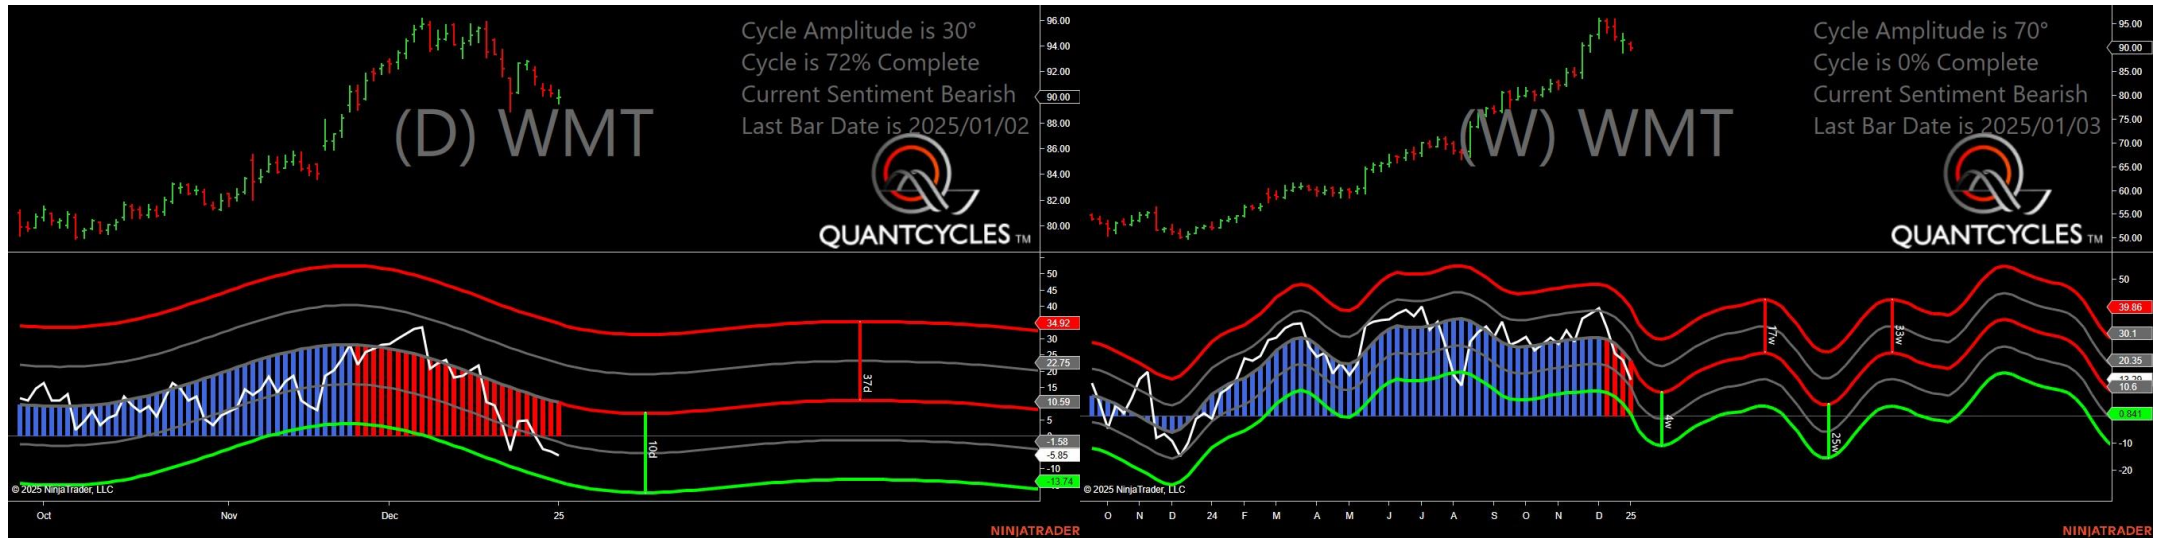 Cycle Amplitude is 30°
Cycle is 72% Complete
Current Sentiment Bearish
Last Bar Date is 2025/01/02
(D) WMT
QUANTCYCLES TM
96.00
94.00
92.00
90.00
88.00
86.00
84.00
82.00
80.00
50
45
40
34.92
30
25
22.75
20
15
10.59
5
-1.58
-5.85
-10
-13.74
37d
10d
© 2025 NinjaTrader, LLC
Oct Nov Dec 25
NINJATRADER
Cycle Amplitude is 70°
Cycle is 0% Complete
Current Sentiment Bearish
Last Bar Date is 2025/01/03
(W) WMT
QUANTCYCLES TM
95.00
90.00
85.00
80.00
75.00
70.00
65.00
60.00
55.00
50.00
50
39.86
30.1
20.35
10.6
0.841
-10
-20
4w
17w
25w
33w
© 2025 NinjaTrader, LLC
O N D 24 F M A M J J A S O N D 25
NINJATRADER